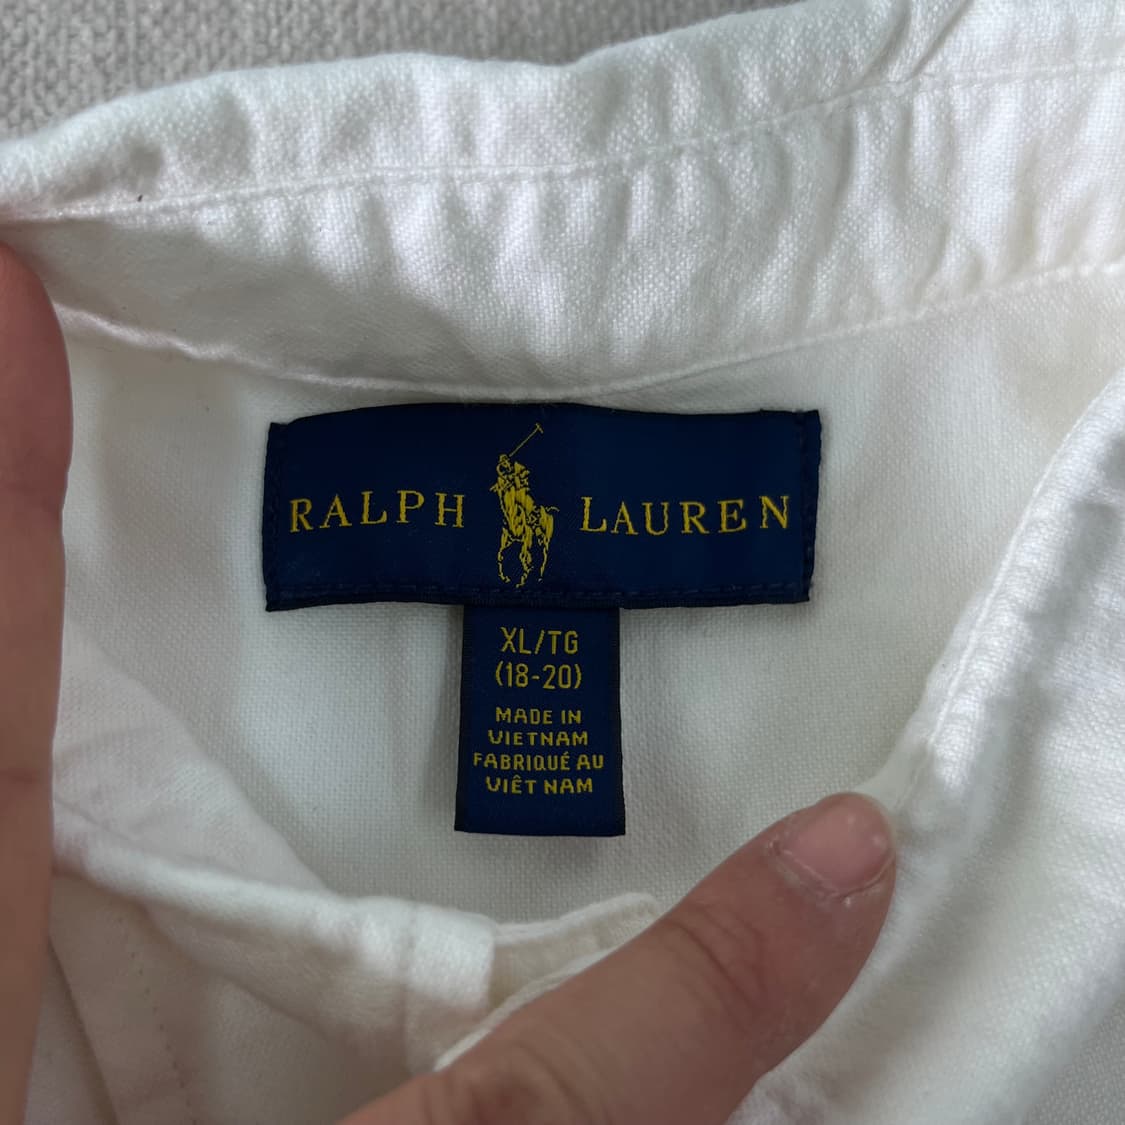 RALPH LAUREN
XL/TG
(18-20)
MADE IN
VIETNAM
FABRIQUÉ AU
VIÊT NAM